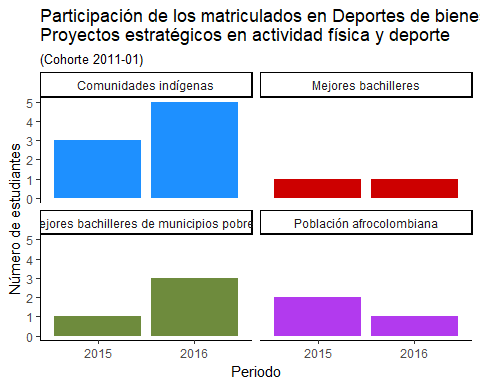 Participación de los matriculados en Deportes de biene
Proyectos estratégicos en actividad física y deporte
(Cohorte 2011-01)
Comunidades indígenas
Mejores bachilleres
5
4
3
2
1
0
ejores bachilleres de municipios pobre
Población afrocolombiana
5
4
3
2
1
0
2015
2016
2015
2016
Número de estudiantes
Periodo